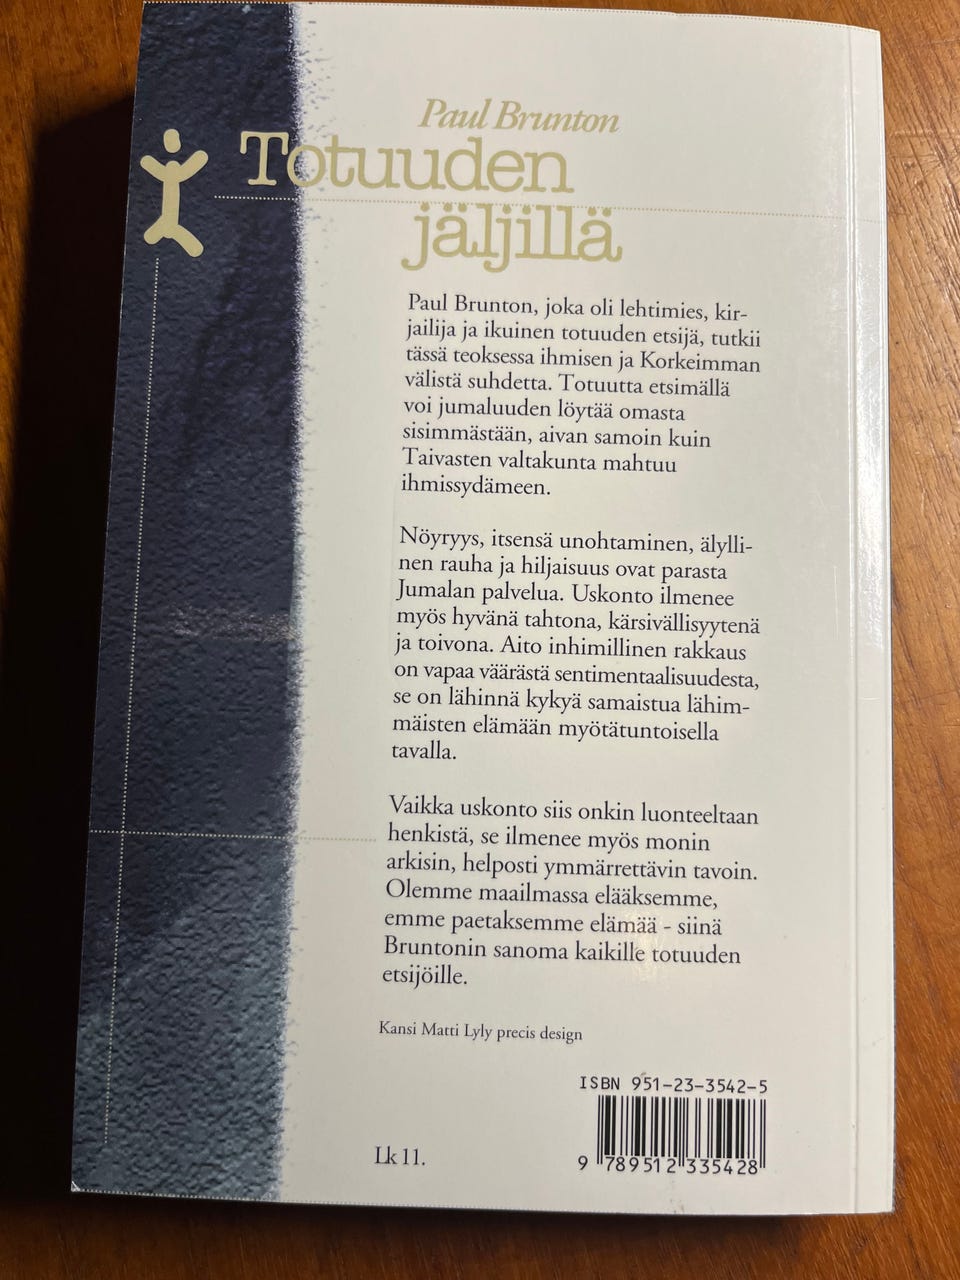 Paul Brunton
Totuuden
jäljillä
Paul Brunton, joka oli lehtimies, kir-
jailija ja ikuinen totuuden etsijä, tutkii
tässä teoksessa ihmisen ja Korkeimman
välistä suhdetta. Totuutta etsimällä
voi jumaluuden löytää omasta
sisimmästään, aivan samoin kuin
Taivasten valtakunta mahtuu
ihmissydämeen.
Nöyryys, itsensä unohtaminen, älylli-
nen rauha ja hiljaisuus ovat parasta
Jumalan palvelua. Uskonto ilmenee
myös hyvänä tahtona, kärsivällisyytenä
ja toivona. Aito inhimillinen rakkaus
on vapaa väärästä sentimentaalisuudesta,
se on lähinnä kykyä samaistua lähim-
mäisten elämään myötätuntoisella
tavalla.
Vaikka uskonto siis onkin luonteeltaan
henkistä, se ilmenee myös monin
arkisin, helposti ymmärrettävin tavoin.
Olemme maailmassa elääksemme,
emme paetaksemme elämää - siinä
Bruntonin sanoma kaikille totuuden
etsijöille.
Kansi Matti Lyly precis design
ISBN 951-23-3542-5
9 789512 335428
Lk 11.